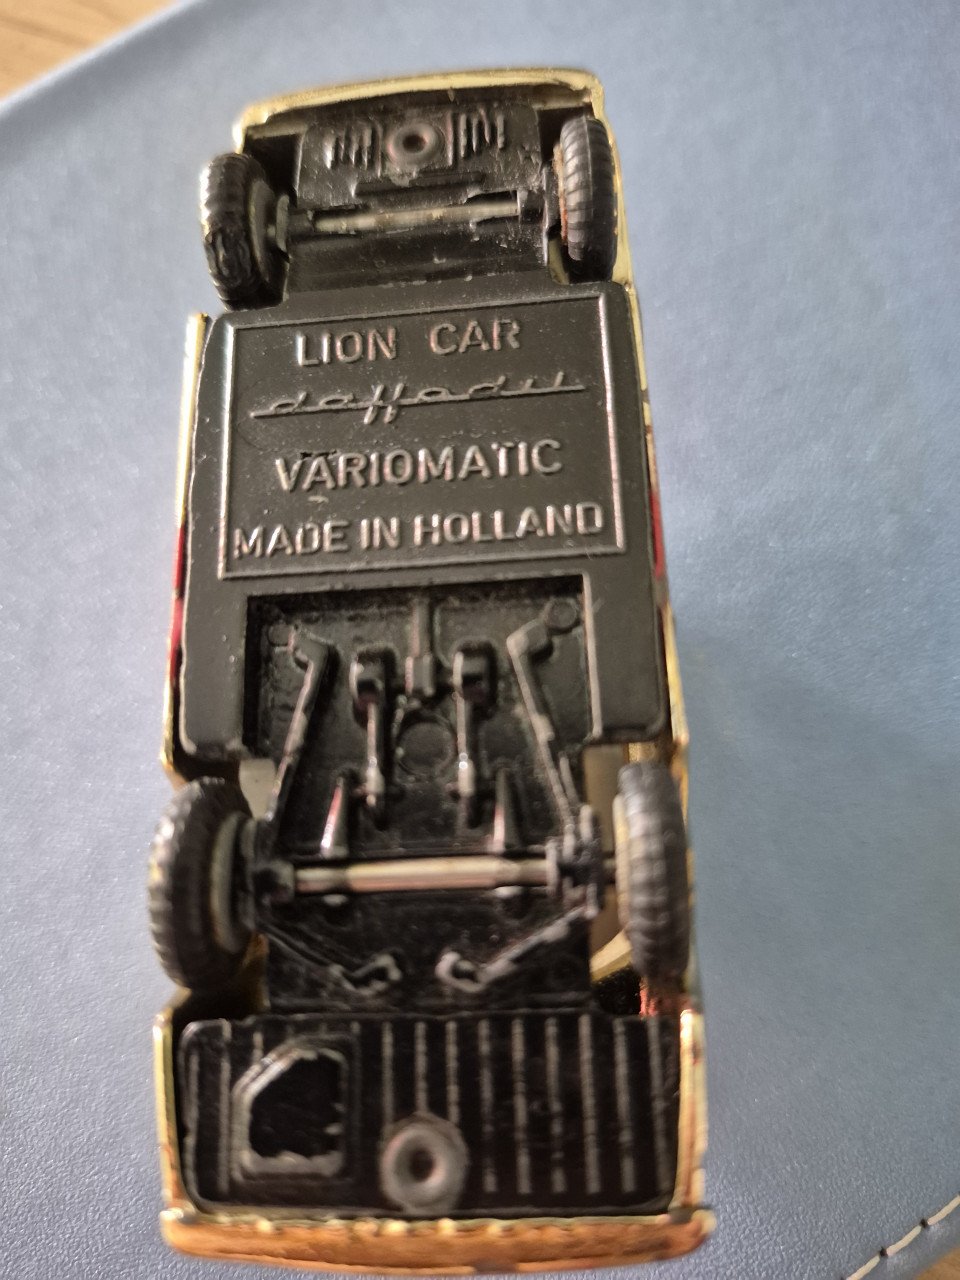 LION CAR
daffodil
VARIOMATIC
MADE IN HOLLAND